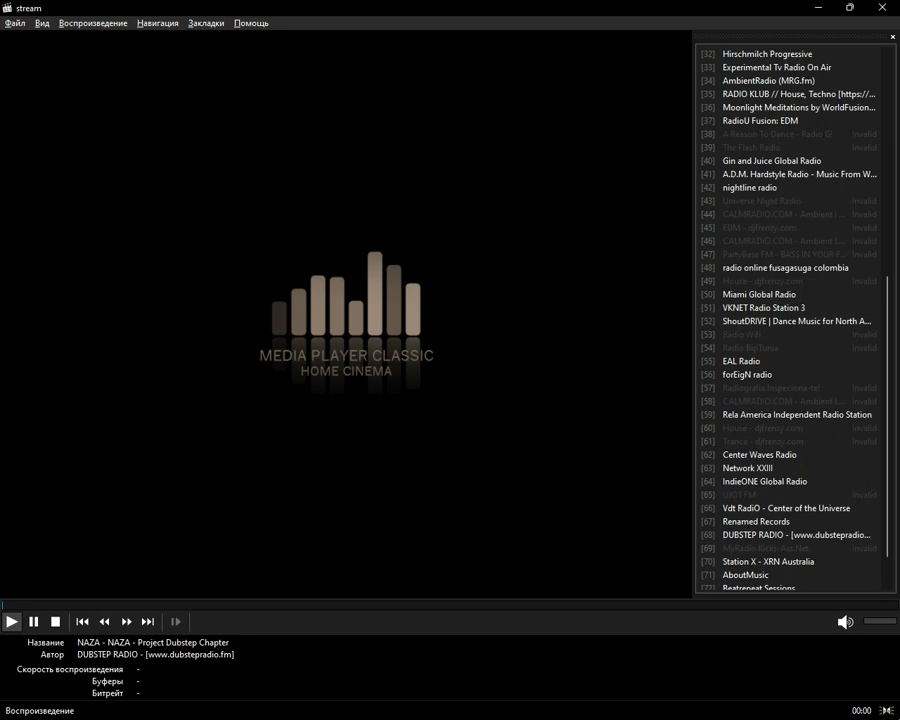 stream
Файл Вид Воспроизведение Навигация Закладки Помощь
[32] Hirschmilch Progressive
[33] Experimental Tv Radio On Air
[34] AmbientRadio (MRG.fm)
[35] RADIO KLUB // House, Techno [https://...
[36] Moonlight Meditations by WorldFusion...
[37] RadioU Fusion: EDM
[38] A Reason To Dance - Radio G! Invalid
[39] The Flash Radio Invalid
[40] Gin and Juice Global Radio
[41] A.D.M. Hardstyle Radio - Music From W...
[42] nightline radio
[43] Universe Night Radio Invalid
[44] CALMRADIO.COM - Ambient / ... Invalid
[45] EDM - djfrenzy.com Invalid
[46] CALMRADIO.COM - Ambient L... Invalid
[47] PartyBase FM - BASS IN YOUR F... Invalid
[48] radio online fusagasuga colombia
[49] House - djfrenzy.com Invalid
[50] Miami Global Radio
[51] VKNET Radio Station 3
[52] ShoutDRIVE | Dance Music for North A...
[53] Radio Wifi Invalid
[54] Radio BipTunia Invalid
[55] EAL Radio
[56] forEigN radio
[57] Radiografia Inspeciona-te! Invalid
[58] CALMRADIO.COM - Ambient L... Invalid
[59] Rela America Independent Radio Station
[60] House - djfrenzy.com Invalid
[61] Trance - djfrenzy.com Invalid
[62] Center Waves Radio
[63] Network XXIII
[64] IndieONE Global Radio
[65] FM Invalid
[66] Vdt RadiO - Center of the Universe
[67] Renamed Records
[68] DUBSTEP RADIO - [www.dubstepradio...
[69] MyRadio.Kicks-Ass.Net Invalid
[70] Station X - XRN Australia
[71] AboutMusic
[72] Beatrepeat Sessions
MEDIA PLAYER CLASSIC
HOME CINEMA
Название NAZA - NAZA - Project Dubstep Chapter
Автор DUBSTEP RADIO - [www.dubstepradio.fm]
Скорость воспроизведения -
Буферы -
Битрейт -
Воспроизведение 00:00